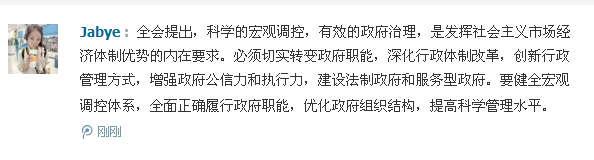 Jabye：全会提出，科学的宏观调控，有效的政府治理，是发挥社会主义市场经
济体制优势的内在要求。必须切实转变政府职能，深化行政体制改革，创新行政
管理方式，增强政府公信力和执行力，建设法制政府和服务型政府。要健全宏观
调控体系，全面正确履行政府职能，优化政府组织结构，提高科学管理水平。
刚刚